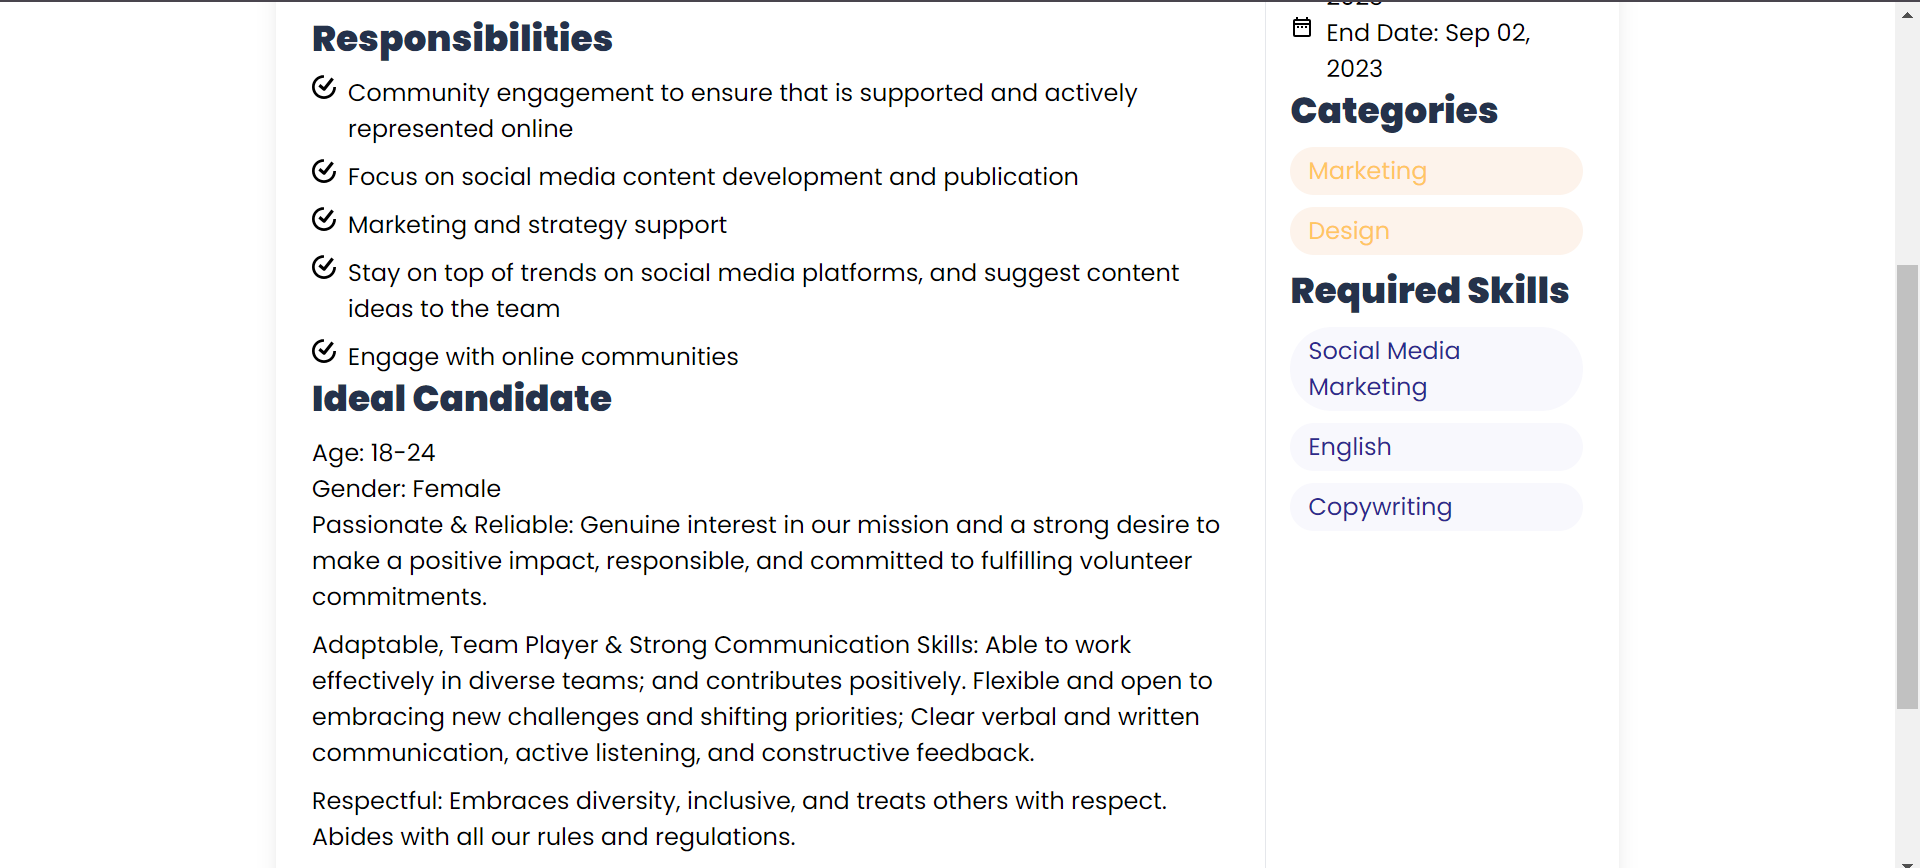 Responsibilities
Community engagement to ensure that is supported and actively
represented online
Focus on social media content development and publication
Marketing and strategy support
Stay on top of trends on social media platforms, and suggest content
ideas to the team
Engage with online communities
Ideal Candidate
Age: 18-24
Gender: Female
Passionate & Reliable: Genuine interest in our mission and a strong desire to
make a positive impact, responsible, and committed to fulfilling volunteer
commitments.
Adaptable, Team Player & Strong Communication Skills: Able to work
effectively in diverse teams; and contributes positively. Flexible and open to
embracing new challenges and shifting priorities; Clear verbal and written
communication, active listening, and constructive feedback.
Respectful: Embraces diversity, inclusive, and treats others with respect.
Abides with all our rules and regulations.
End Date: Sep 02,
2023
Categories
Marketing
Design
Required Skills
Social Media
Marketing
English
Copywriting